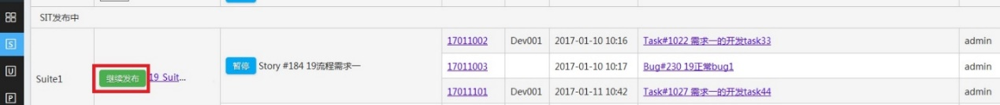 SIT发布中
S
17011002 Dev001 2017-01-10 10:16 Task#1022 需求一的开发task33 admin
U
暂停 Story #184 19流程需求一
17011003 2017-01-10 10:17 Bug#230 19正常bug1 admin
Suite1 继续发布 19_Suit...
17011101 Dev001 2017-01-11 10:42 Task#1027 需求一的开发task44 admin
P